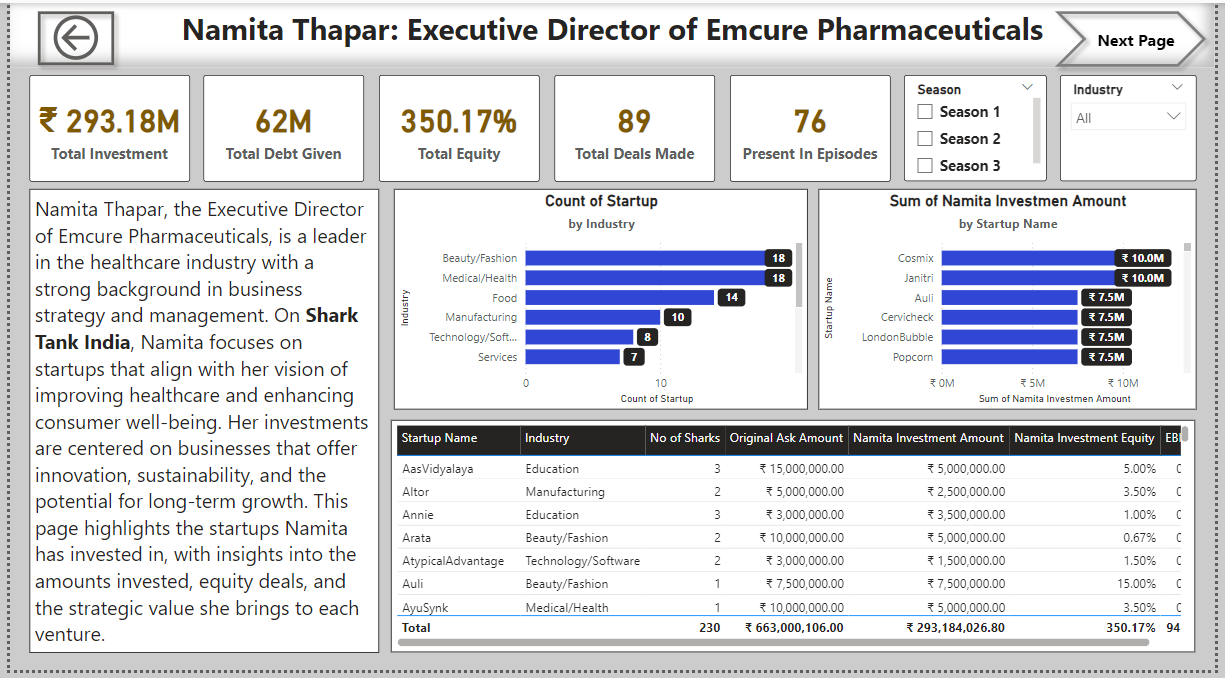 Namita Thapar: Executive Director of Emcure Pharmaceuticals
Next Page
₹ 293.18M
Total Investment
62M
Total Debt Given
350.17%
Total Equity
89
Total Deals Made
76
Present In Episodes
Season
Season 1
Season 2
Season 3
Industry
All
Namita Thapar, the Executive Director
of Emcure Pharmaceuticals, is a leader
in the healthcare industry with a
strong background in business
strategy and management. On Shark
Tank India, Namita focuses on
startups that align with her vision of
improving healthcare and enhancing
consumer well-being. Her investments
are centered on businesses that offer
innovation, sustainability, and the
potential for long-term growth. This
page highlights the startups Namita
has invested in, with insights into the
amounts invested, equity deals, and
the strategic value she brings to each
venture.
Count of Startup
by Industry
Industry
Beauty/Fashion 18
Medical/Health 18
Food 14
Manufacturing 10
Technology/Soft... 8
Services 7
0 10
Count of Startup
Sum of Namita Investmen Amount
by Startup Name
Startup Name
Cosmix ₹ 10.0M
Janitri ₹ 10.0M
Auli ₹ 7.5M
Cervicheck ₹ 7.5M
LondonBubble ₹ 7.5M
Popcorn ₹ 7.5M
₹ 0M ₹ 5M ₹ 10M
Sum of Namita Investmen Amount
Startup Name Industry No of Sharks Original Ask Amount Namita Investment Amount Namita Investment Equity
AasVidyalaya Education 3 ₹ 15,000,000.00 ₹ 5,000,000.00 5.00%
Altor Manufacturing 2 ₹ 5,000,000.00 ₹ 2,500,000.00 3.50%
Annie Education 3 ₹ 3,000,000.00 ₹ 3,500,000.00 1.00%
Arata Beauty/Fashion 2 ₹ 10,000,000.00 ₹ 5,000,000.00 0.67%
AtypicalAdvantage Technology/Software 2 ₹ 3,000,000.00 ₹ 1,500,000.00 1.50%
Auli Beauty/Fashion 1 ₹ 7,500,000.00 ₹ 7,500,000.00 15.00%
AyuSynk Medical/Health 1 ₹ 10,000,000.00 ₹ 5,000,000.00 3.50%
Total 230 ₹ 663,000,106.00 ₹ 293,184,026.80 350.17% 94